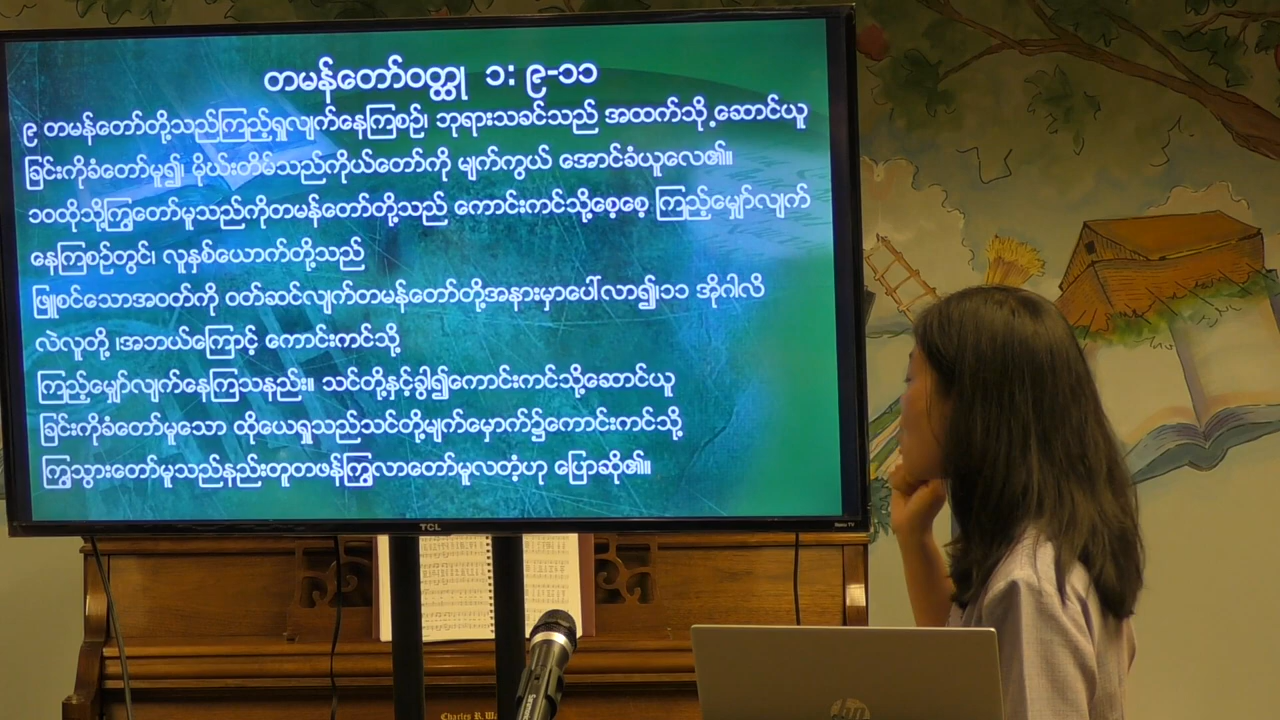 တမန်တော်ဝတ္ထု ၁: ၉-၁၁
၉ တမန်တော်တို့သည်ကြည့်ရှုလျက်နေကြစဉ်၊ ဘုရားသခင်သည် အထက်သို့ ဆောင်ယူ
ခြင်းကိုခံတော်မူ၍၊ မိုယ်းတိမ်သည်ကိုယ်တော်ကို မျက်ကွယ် အောင်ခံယူလေ၏။
၁၀ထိုသို့ကြွတော်မူသည်ကိုတမန်တော်တို့သည် ကောင်းကင်သို့စေ့စေ့ ကြည့်မျှော်လျက်
နေကြစဉ်တွင်၊ လူနှစ်ယောက်တို့သည်
ဖြူစင်သောအဝတ်ကို ဝတ်ဆင်လျက်တမန်တော်တို့အနားမှာပေါ်လာ၍၊၁၁ အိုဂါလိ
လဲလူတို့ ၊အဘယ်ကြောင့် ကောင်းကင်သို့
ကြည့်မျှော်လျက်နေကြသနည်း။ သင်တို့နှင့်ခွါ၍ကောင်းကင်သို့ဆောင်ယူ
ခြင်းကိုခံတော်မူသော ထိုယေရှုသည်သင်တို့မျက်မှောက်၌ကောင်းကင်သို့
ကြွသွားတော်မူသည်နည်းတူတဖန်ကြွလာတော်မူလတံ့ဟု ပြောဆို၏။
TCL
Roku TV
hp
Charles R. W